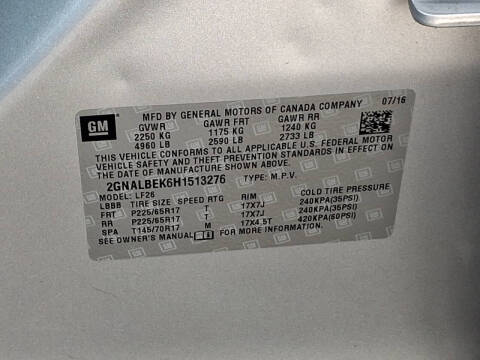 GM
MFD BY GENERAL MOTORS OF CANADA COMPANY 07/16
GVWR GAWR FRT GAWR RR
2250 KG 1175 KG 1240 KG
4960 LB 2590 LB 2733 LB
THIS VEHICLE CONFORMS TO ALL APPLICABLE U.S. FEDERAL
MOTOR VEHICLE SAFETY AND THEFT PREVENTION STANDARDS IN EFFECT ON
THE DATE OF MANUFACTURE SHOWN ABOVE.
2GNALBEK6H1513276 TYPE: M.P.V.
MODEL: LF26
LBBB TIRE SIZE SPEED RTG RIM COLD TIRE PRESSURE
FRT P225/65R17 T 17X7J 240KPA(35PSI)
RR P225/65R17 T 17X7J 240KPA(35PSI)
SPA T145/70R17 M 17X4.5T 420KPA(60PSI)
SEE OWNER'S MANUAL FOR MORE INFORMATION.